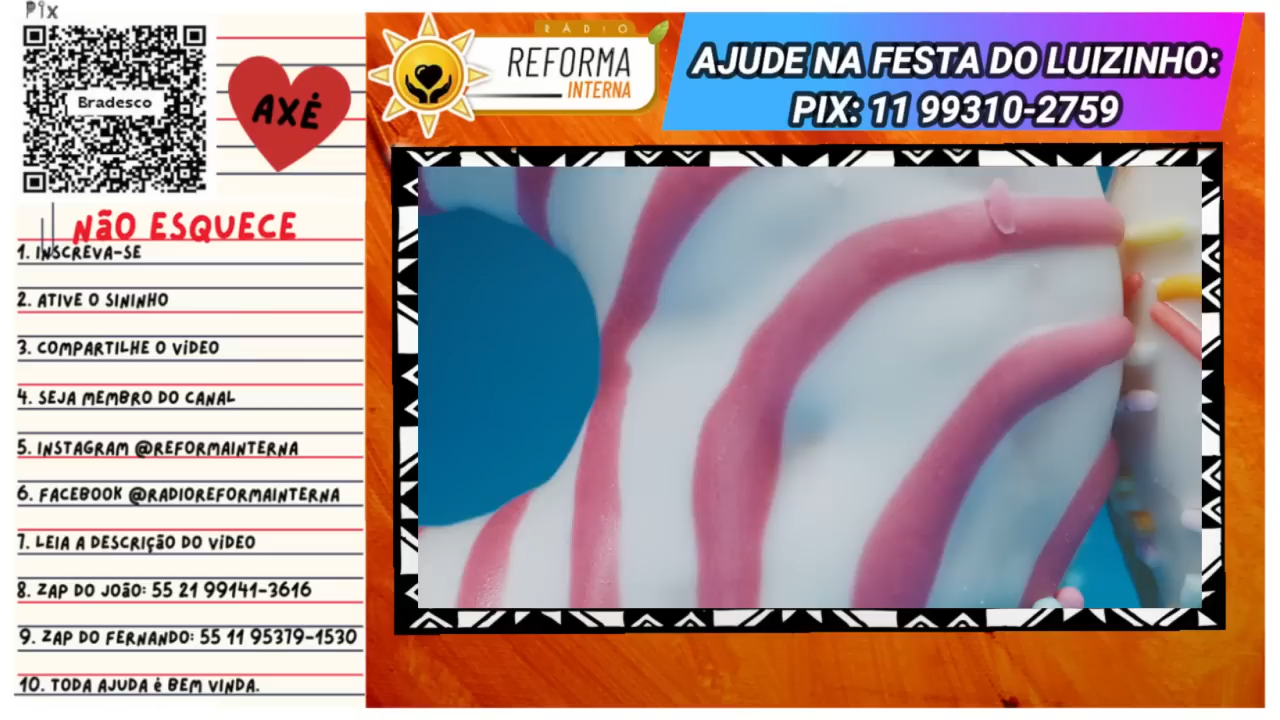 Pix
Bradesco
AXÉ
NÃO ESQUECE
1. INSCREVA-SE
2. ATIVE O SININHO
3. COMPARTILHE O VÍDEO
4. SEJA MEMBRO DO CANAL
5. INSTAGRAM @REFORMAINTERNA
6. FACEBOOK @RADIOREFORMAINTERNA
7. LEIA A DESCRIÇÃO DO VÍDEO
8. ZAP DO JOÃO: 55 21 99141-3616
9. ZAP DO FERNANDO: 55 11 95379-1530
10. TODA AJUDA é BEM VINDA.
RÁDIO
REFORMA
INTERNA
AJUDE NA FESTA DO LUIZINHO:
PIX: 11 99310-2759